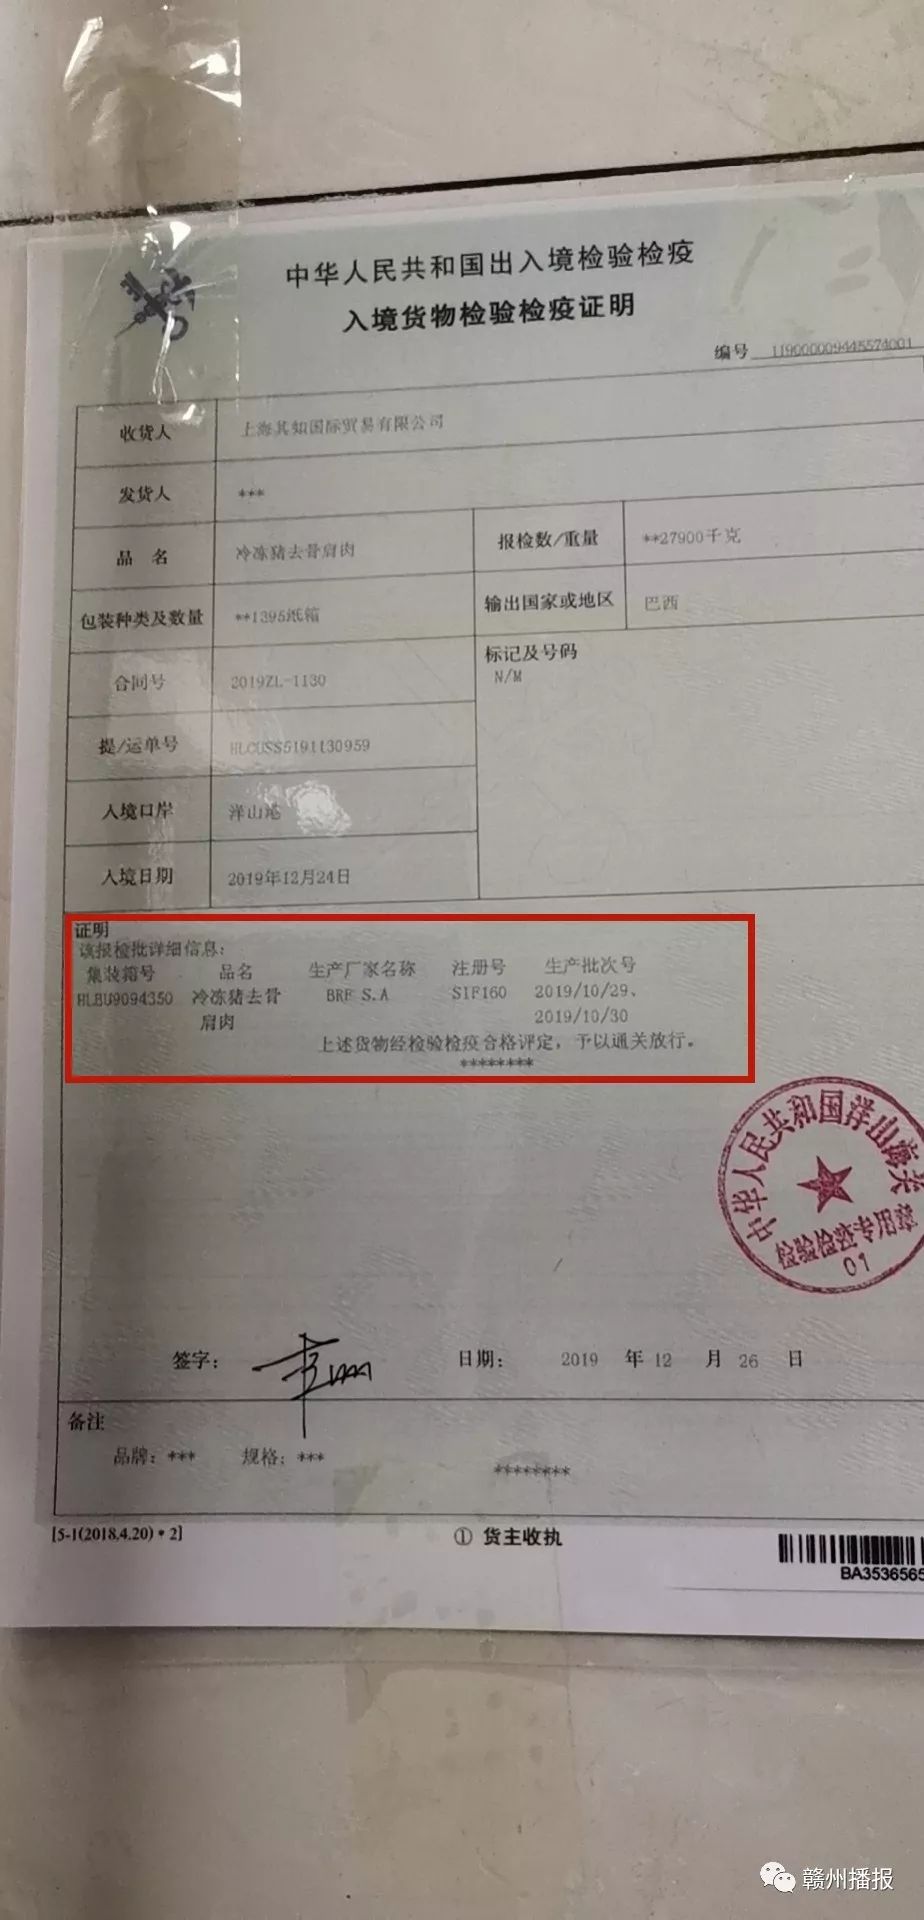 中华人民共和国出入境检验检疫
入境货物检验检疫证明
编号 119000009445574001
收货人 上海其知国际贸易有限公司
发货人 ***
品 名 冷冻猪去骨肩肉 报检数/重量 **27900千克
包装种类及数量 **1395纸箱 输出国家或地区 巴西
合同号 2019ZL-1130 标记及号码
N/M
提/运单号 HLCUSS5191130959
入境口岸 洋山港
入境日期 2019年12月24日
证明
该报检批详细信息:
集装箱号 品名 生产厂家名称 注册号 生产批次号
HLBU9094350 冷冻猪去骨 BRF S.A SIF160 2019/10/29、
肩肉 2019/10/30
上述货物经检验检疫合格评定，予以通关放行。
********
中华人民共和国洋山海关
检验检疫专用章
01
签字: 日期: 2019 年 12 月 26 日
备注
品牌: *** 规格: ***
********
[5-1(2018.4.20)*2] ① 货主收执
BA3536565
赣州播报